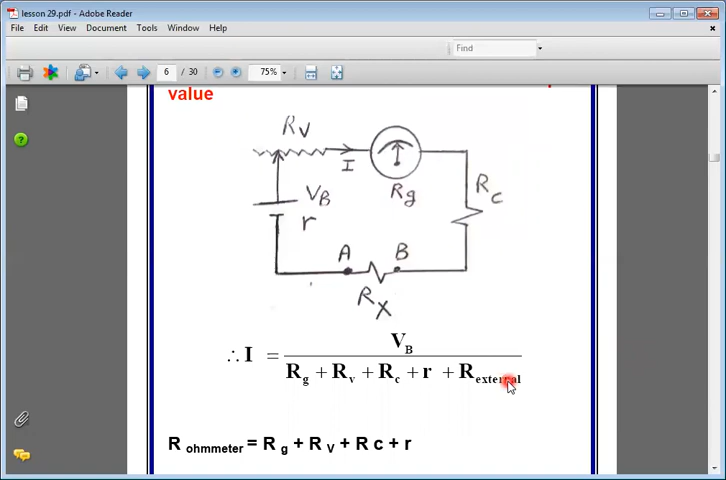 lesson 29.pdf - Adobe Reader
File Edit View Document Tools Window Help
Find
6 / 30 75%
value
RV
I
Rg
RC
VB
r
A B
RX
∴ I = VB
Rg + Rv + Rc + r + Rexternal
R ohmmeter = R g + R V + R c + r